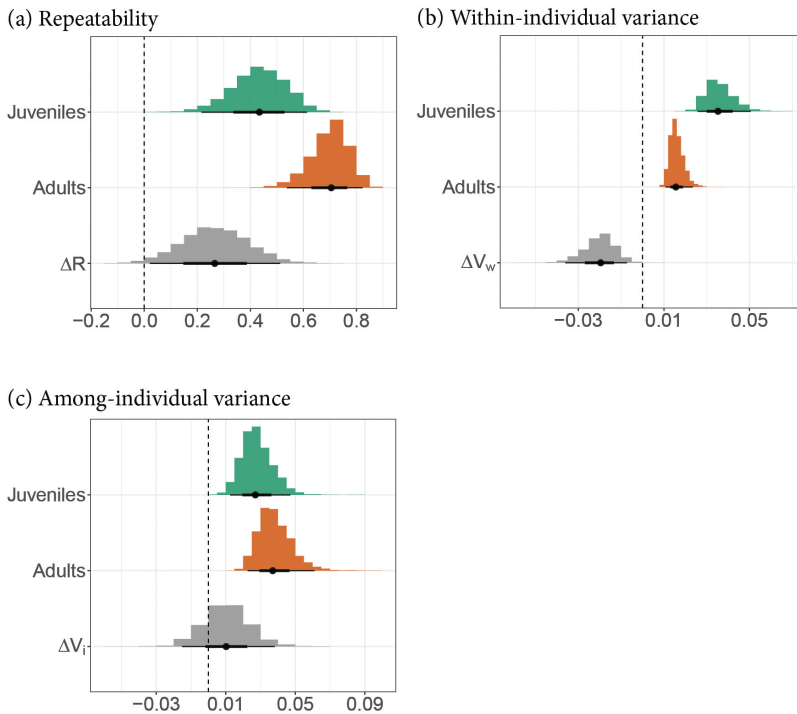 (a) Repeatability
Juveniles
Adults
ΔR
−0.2 0.0 0.2 0.4 0.6 0.8
(b) Within-individual variance
Juveniles
Adults
ΔVw
−0.03 0.01 0.05
(c) Among-individual variance
Juveniles
Adults
ΔVi
−0.03 0.01 0.05 0.09